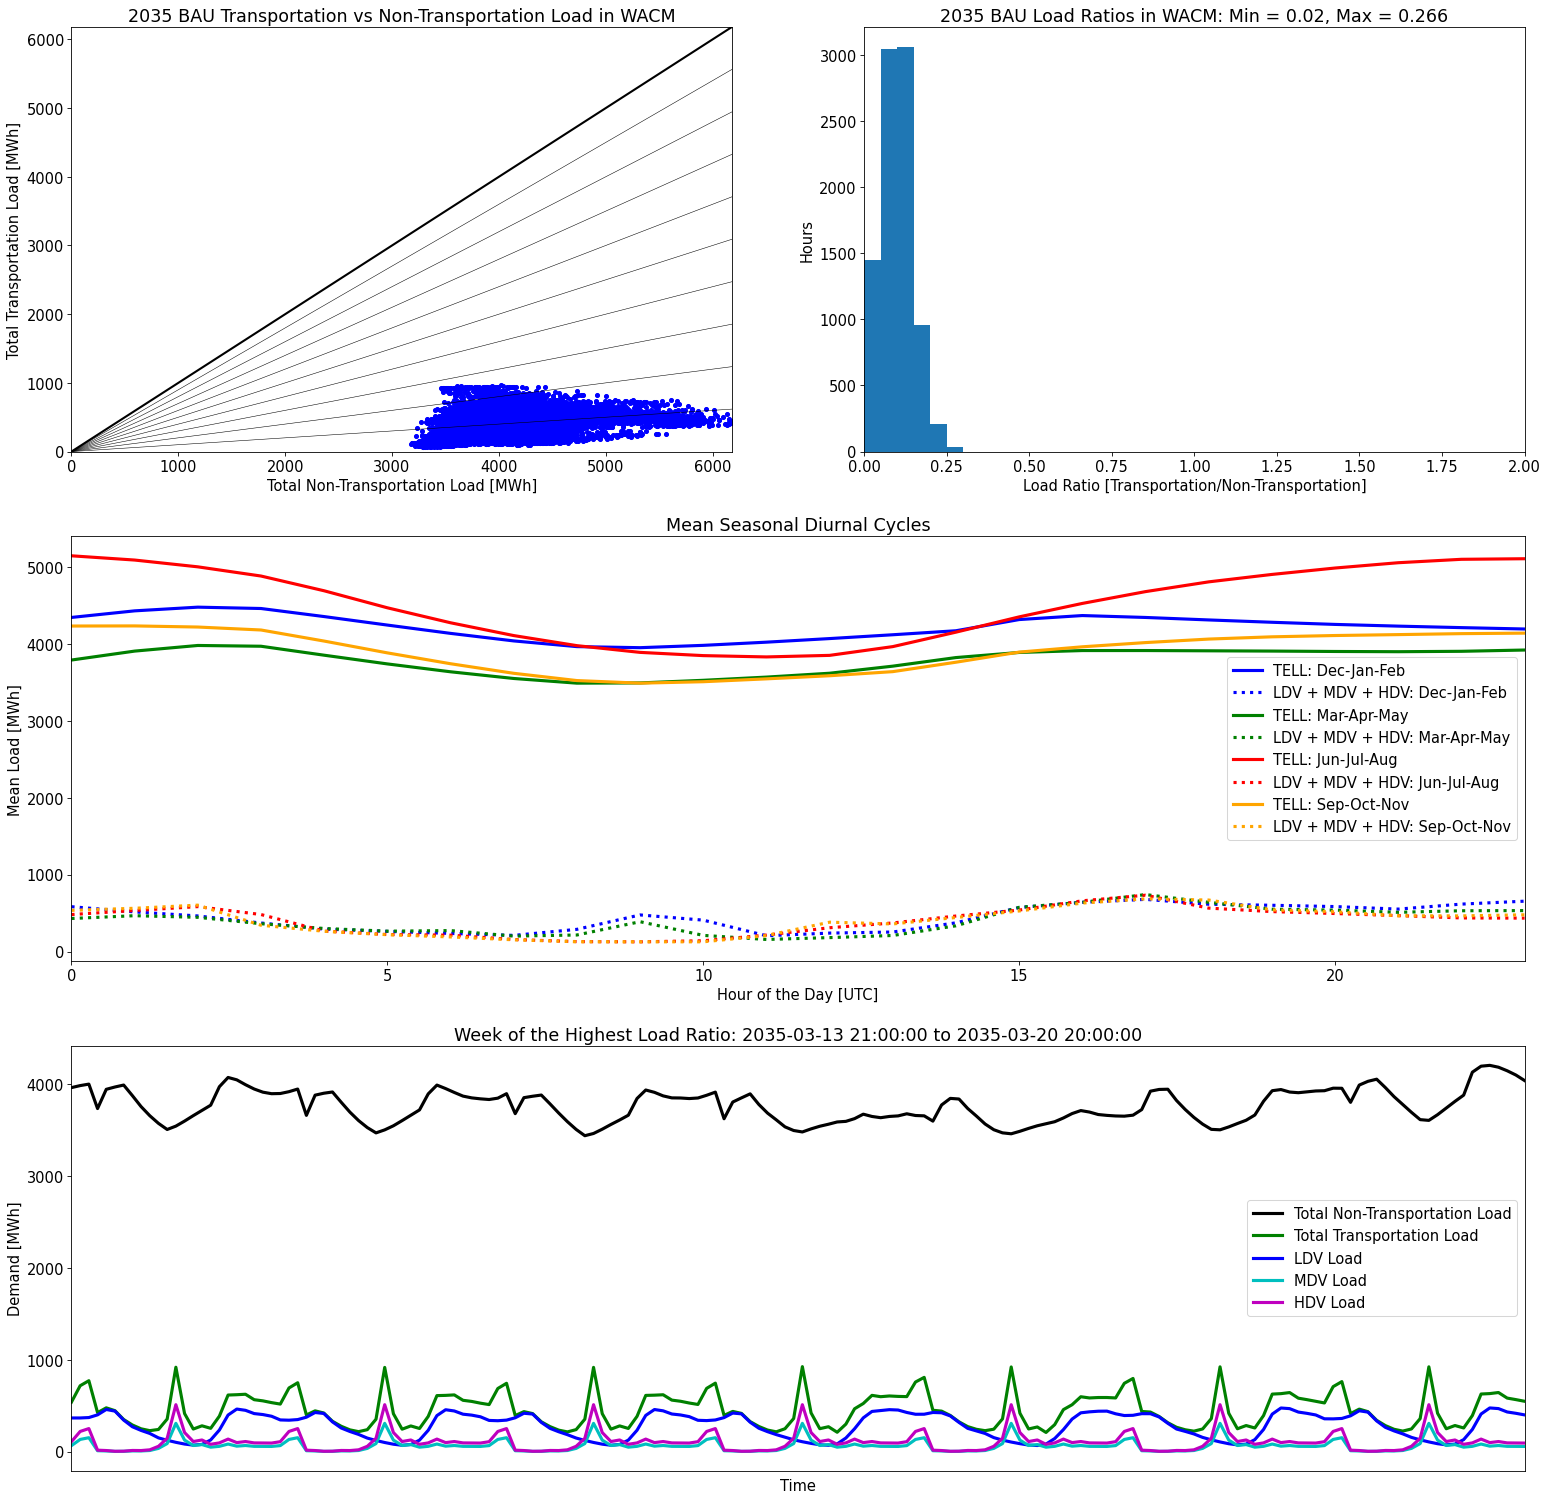 2035 BAU Transportation vs Non-Transportation Load in WACM
6000
5000
4000
3000
2000
1000
0
Total Transportation Load [MWh]
0 1000 2000 3000 4000 5000 6000
Total Non-Transportation Load [MWh]
2035 BAU Load Ratios in WACM: Min = 0.02, Max = 0.266
3000
2500
2000
1500
1000
500
0
Hours
0.00 0.25 0.50 0.75 1.00 1.25 1.50 1.75 2.00
Load Ratio [Transportation/Non-Transportation]
Mean Seasonal Diurnal Cycles
5000
4000
3000
2000
1000
0
Mean Load [MWh]
TELL: Dec-Jan-Feb
LDV + MDV + HDV: Dec-Jan-Feb
TELL: Mar-Apr-May
LDV + MDV + HDV: Mar-Apr-May
TELL: Jun-Jul-Aug
LDV + MDV + HDV: Jun-Jul-Aug
TELL: Sep-Oct-Nov
LDV + MDV + HDV: Sep-Oct-Nov
0 5 10 15 20
Hour of the Day [UTC]
Week of the Highest Load Ratio: 2035-03-13 21:00:00 to 2035-03-20 20:00:00
4000
3000
2000
1000
0
Demand [MWh]
Total Non-Transportation Load
Total Transportation Load
LDV Load
MDV Load
HDV Load
Time